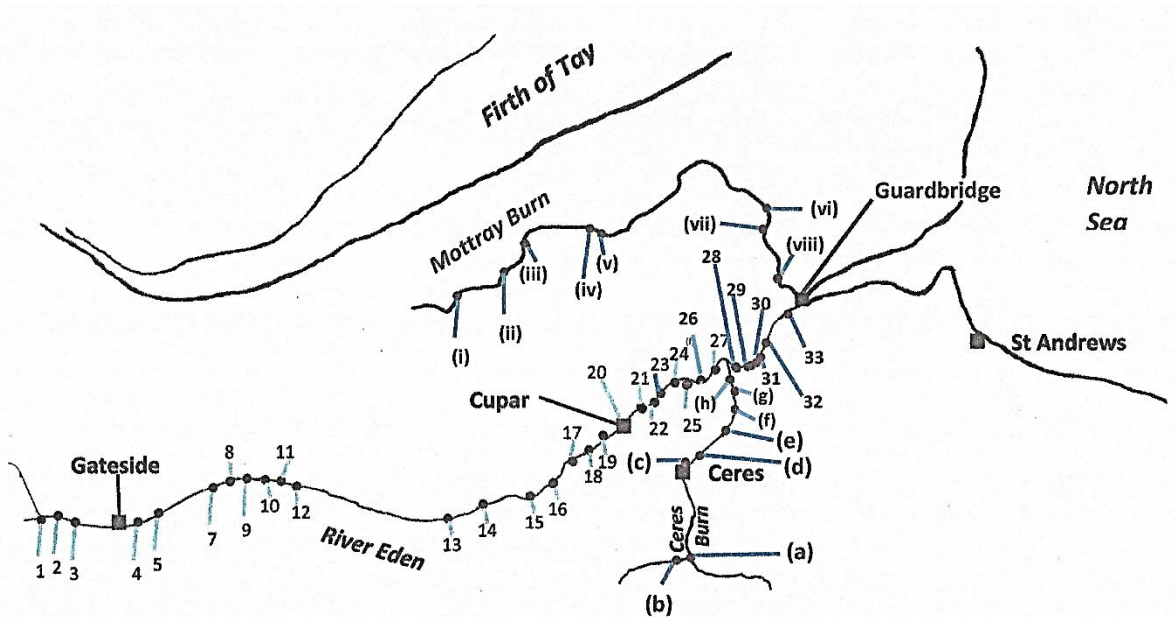 Firth of Tay
North
Sea
Guardbridge
Mottray Burn
(i)
(ii)
(iii)
(iv)
(v)
(vi)
(vii)
(viii)
St Andrews
28
29
30
26
27
33
31
32
20
21
22
23
24
25
Cupar
17
18
19
(h)
(g)
(f)
(e)
(d)
(c)
Ceres
Gateside
1
2
3
4
5
7
8
9
10
11
12
River Eden
13
14
15
16
Ceres
Burn
(a)
(b)